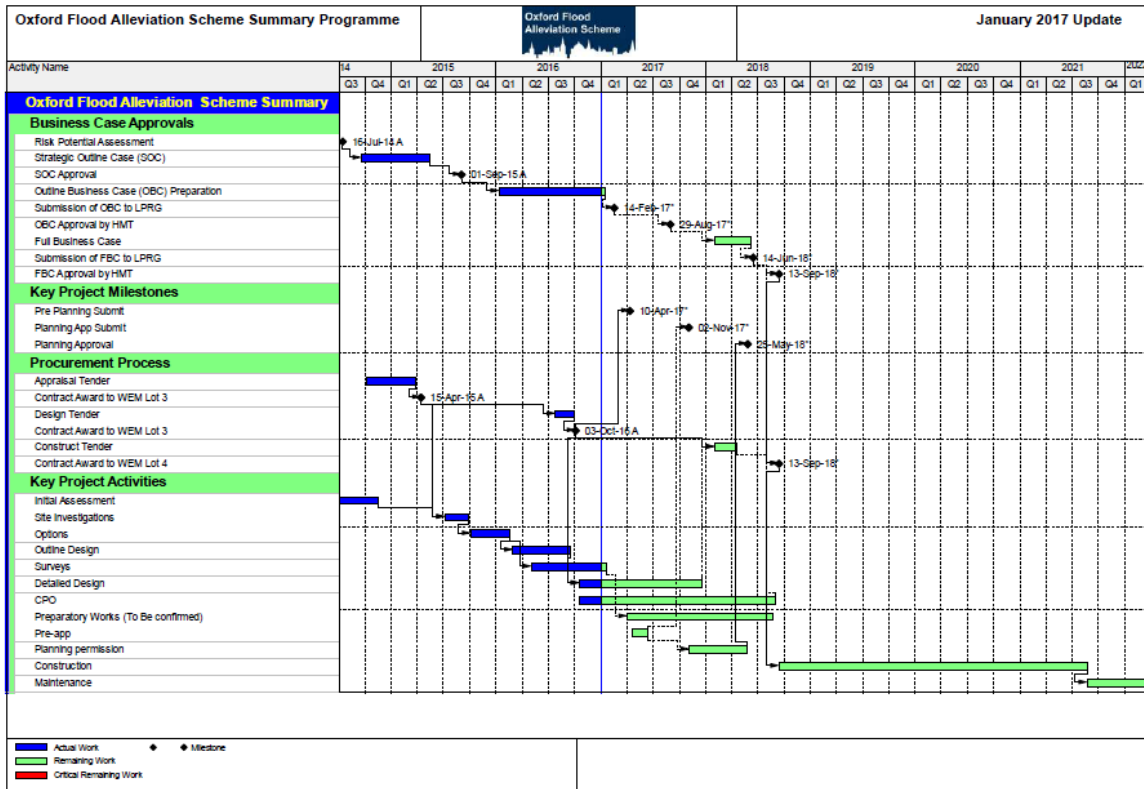 Oxford Flood Alleviation Scheme Summary Programme
Oxford Flood
Alleviation Scheme
January 2017 Update
Activity Name
14 2015 2016 2017 2018 2019 2020 2021 202
Q3 Q4 Q1 Q2 Q3 Q4 Q1 Q2 Q3 Q4 Q1 Q2 Q3 Q4 Q1 Q2 Q3 Q4 Q1 Q2 Q3 Q4 Q1 Q2 Q3 Q4 Q1 Q2 Q3 Q4 Q1
Oxford Flood Alleviation Scheme Summary
Business Case Approvals
Risk Potential Assessment 16-Jul-14 A
Strategic Outline Case (SOC)
SOC Approval 01-Sep-15 A
Outline Business Case (OBC) Preparation
Submission of OBC to LPRG 14-Feb-17*
OBC Approval by HMT 29-Aug-17*
Full Business Case
Submission of FBC to LPRG 14-Jun-18*
FBC Approval by HMT 13-Sep-18*
Key Project Milestones
Pre Planning Submit 10-Apr-17*
Planning App Submit 02-Nov-17*
Planning Approval 25-May-18*
Procurement Process
Appraisal Tender
Contract Award to WEM Lot 3 15-Apr-15 A
Design Tender
Contract Award to WEM Lot 3 03-Oct-16 A
Construct Tender
Contract Award to WEM Lot 4 13-Sep-18*
Key Project Activities
Initial Assessment
Site Investigations
Options
Outline Design
Surveys
Detailed Design
CPO
Preparatory Works (To Be confirmed)
Pre-app
Planning permission
Construction
Maintenance
Actual Work Milestone
Remaining Work
Critical Remaining Work